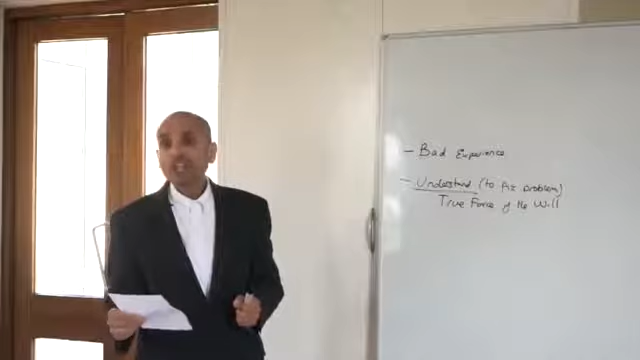 - Bad Experience
- Understand (to fix problem)
True Force of the Will